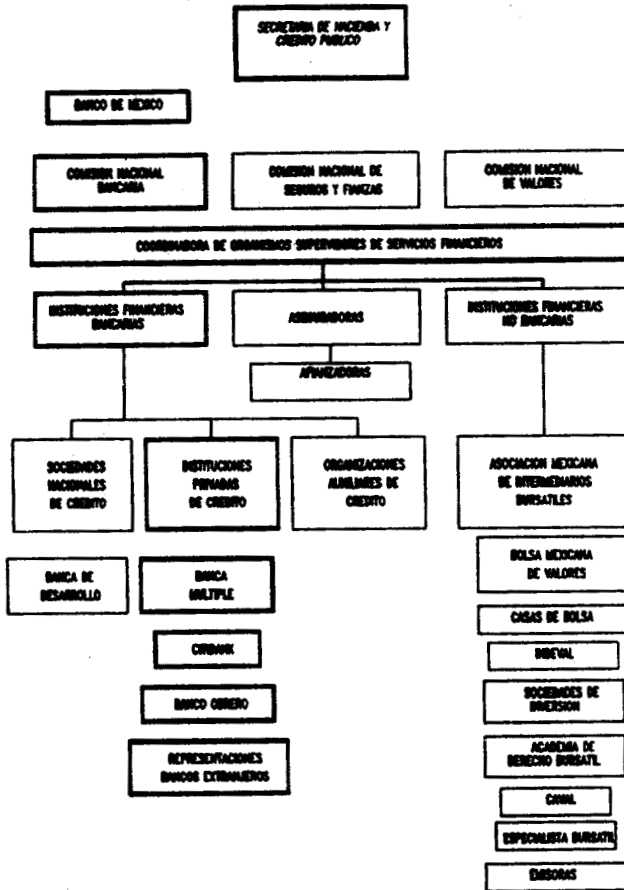 SECRETARIA DE HACIENDA Y
CREDITO PUBLICO
BANCO DE MEXICO
COMISION NACIONAL
BANCARIA
COMISION NACIONAL DE
SEGUROS Y FIANZAS
COMISION NACIONAL
DE VALORES
COORDINADORA DE ORGANISMOS SUPERVISORES DE SERVICIOS FINANCIEROS
INSTITUCIONES FINANCIERAS
BANCARIAS
ASEGURADORAS
INSTITUCIONES FINANCIERAS
NO BANCARIAS
AFIANZADORAS
SOCIEDADES
NACIONALES
DE CREDITO
INSTITUCIONES
PRIVADAS
DE CREDITO
ORGANIZACIONES
AUXILIARES DE
CREDITO
ASOCIACION MEXICANA
DE INTERMEDIARIOS
BURSATILES
BANCA DE
DESARROLLO
BANCA
MULTIPLE
BOLSA MEXICANA
DE VALORES
CASAS DE BOLSA
CITIBANK
INDEVAL
BANCO OBRERO
SOCIEDADES DE
INVERSION
REPRESENTACIONES
BANCOS EXTRANJEROS
ACADEMIA DE
DERECHO BURSATIL
ESPECIALISTA BURSATIL
EMISORAS